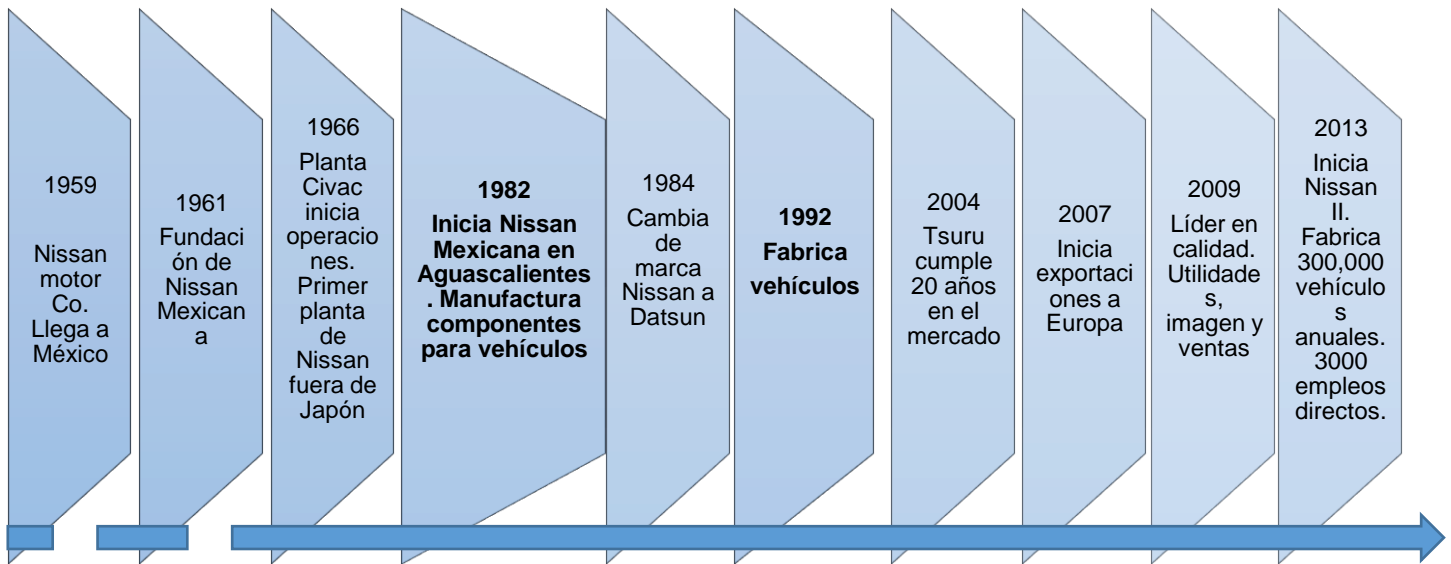 1959
Nissan
motor
Co.
Llega a
México
1961
Fundaci
ón de
Nissan
Mexican
a
1966
Planta
Civac
inicia
operacio
nes.
Primer
planta
de
Nissan
fuera de
Japón
1982
Inicia Nissan
Mexicana en
Aguascalientes
. Manufactura
componentes
para vehículos
1984
Cambia
de
marca
Nissan a
Datsun
1992
Fabrica
vehículos
2004
Tsuru
cumple
20 años
en el
mercado
2007
Inicia
exportaci
ones a
Europa
2009
Líder en
calidad.
Utilidade
s,
imagen y
ventas
2013
Inicia
Nissan
II.
Fabrica
300,000
vehículo
s
anuales.
3000
empleos
directos.